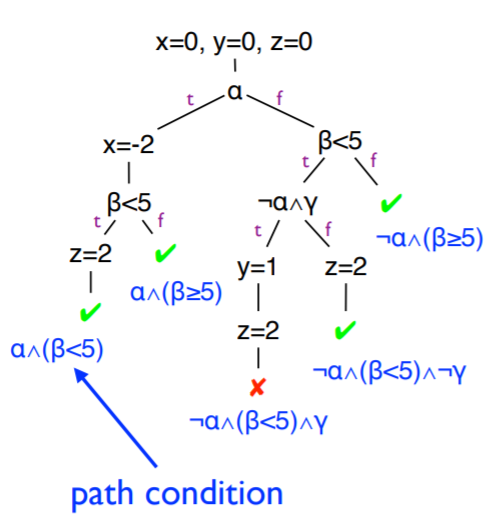 x=0, y=0, z=0
α
t
f
x=-2
β<5
t
f
β<5
t
f
¬α∧γ
✔
¬α∧(β≥5)
t
f
z=2
✔
α∧(β≥5)
y=1
z=2
✔
α∧(β<5)
z=2
✔
¬α∧(β<5)∧¬γ
✘
¬α∧(β<5)∧γ
path condition